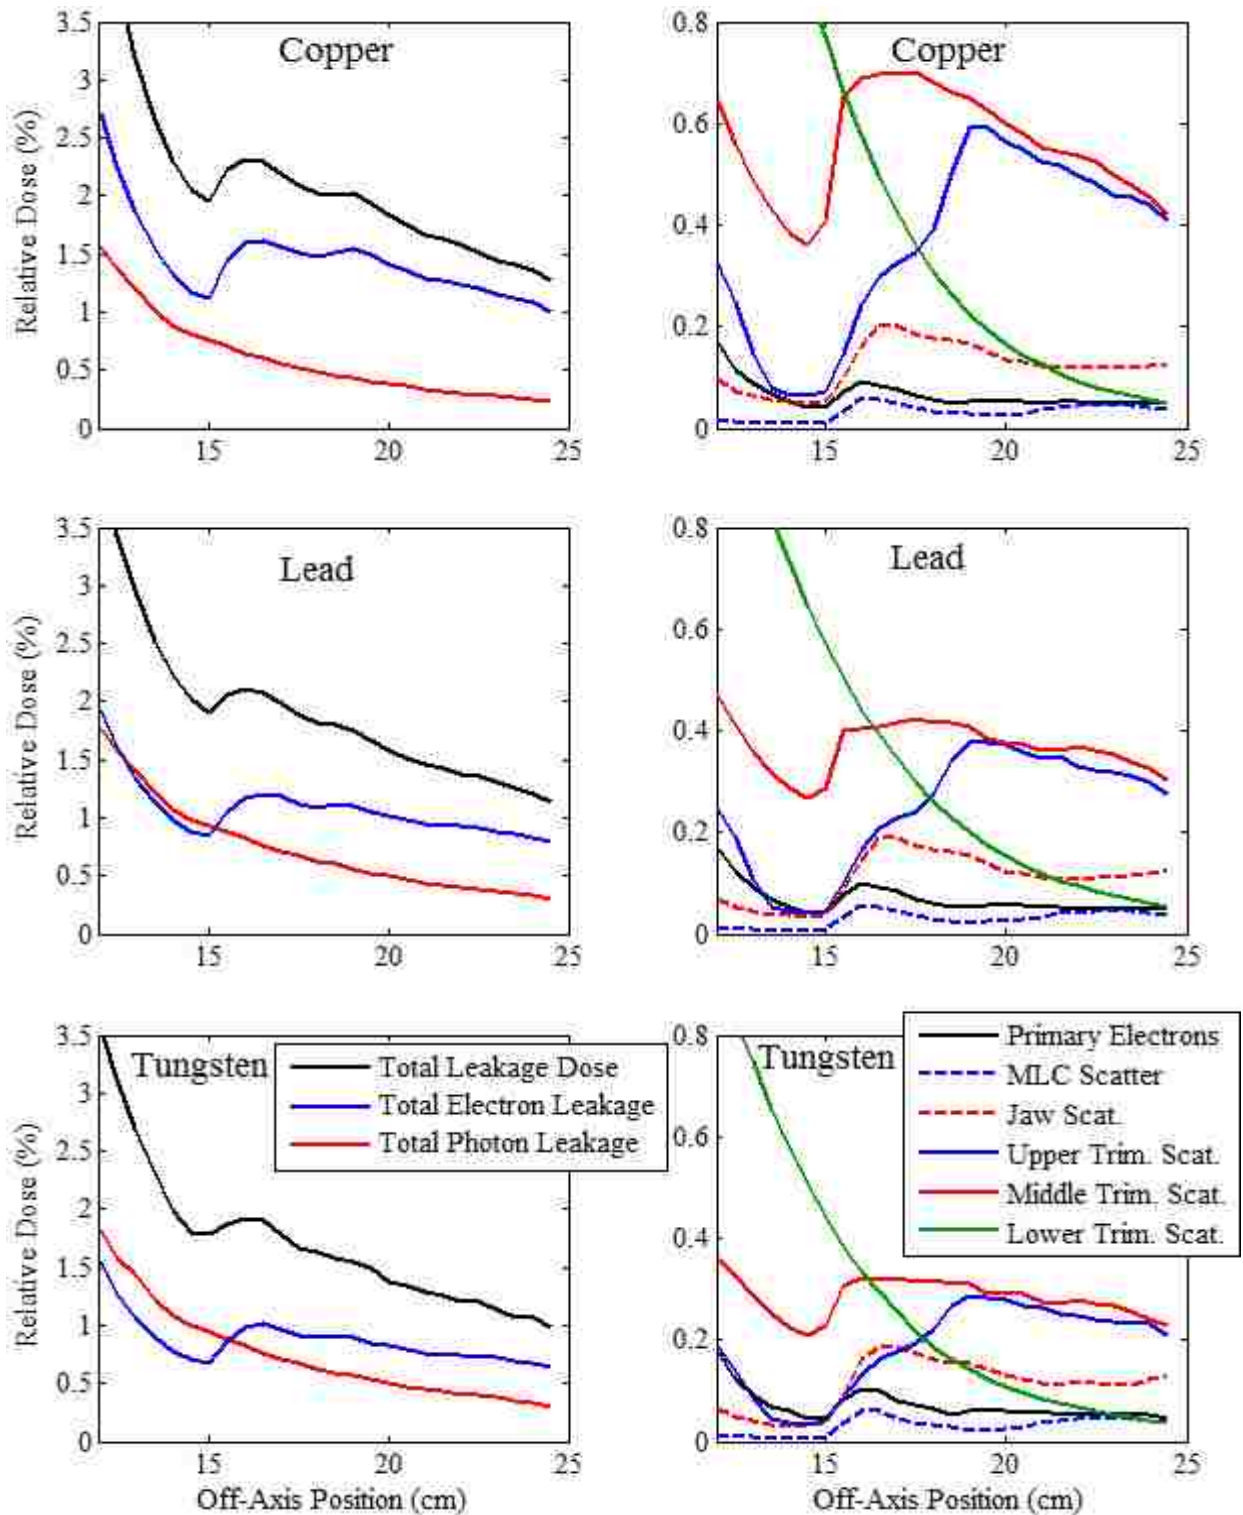 Copper
Relative Dose (%)
3.5
3
2.5
2
1.5
1
0.5
0
15
20
25
Copper
0.8
0.6
0.4
0.2
0
15
20
25
Lead
Relative Dose (%)
3.5
3
2.5
2
1.5
1
0.5
0
15
20
25
Lead
0.8
0.6
0.4
0.2
0
15
20
25
Tungsten
Relative Dose (%)
3.5
3
2.5
2
1.5
1
0.5
0
15
20
25
Off-Axis Position (cm)
Total Leakage Dose
Total Electron Leakage
Total Photon Leakage
Tungsten
0.8
0.6
0.4
0.2
0
15
20
25
Off-Axis Position (cm)
Primary Electrons
MLC Scatter
Jaw Scat.
Upper Trim. Scat.
Middle Trim. Scat.
Lower Trim. Scat.